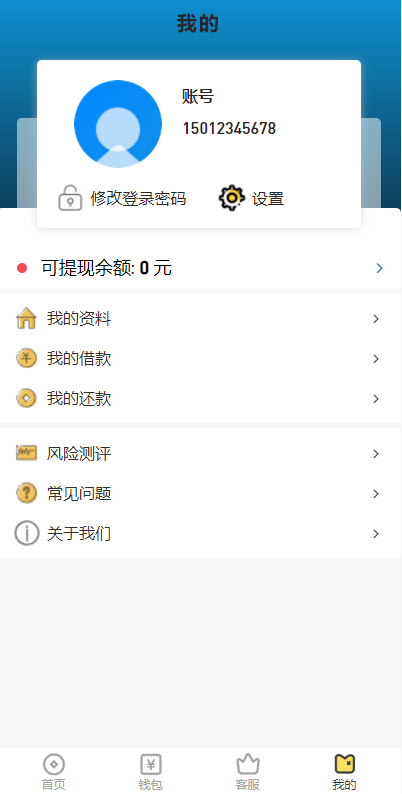 我的
账号
15012345678
修改登录密码 设置
可提现余额: 0 元
我的资料
我的借款
我的还款
风险测评
常见问题
关于我们
首页 钱包 客服 我的